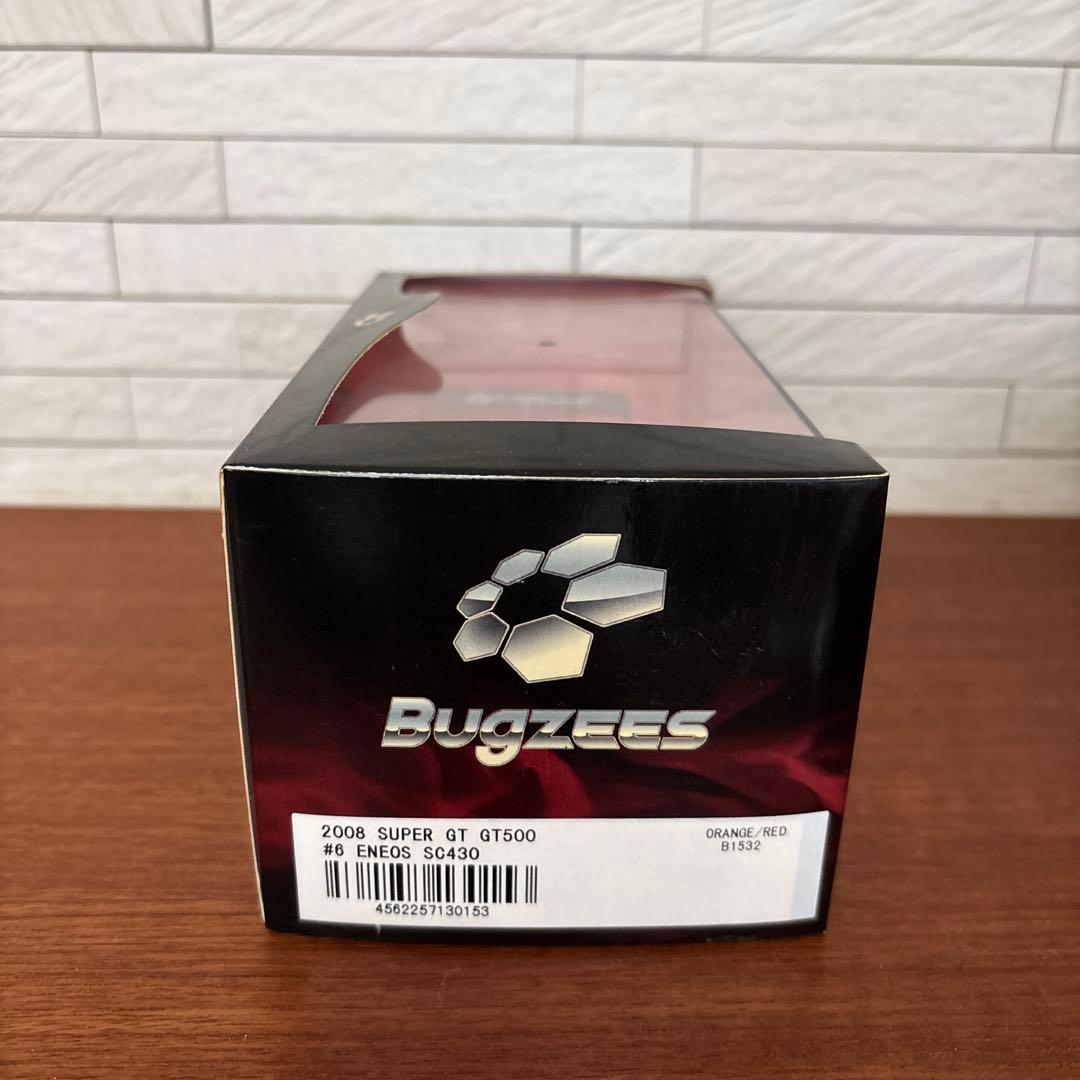 Bugzees
2008 SUPER GT GT500
#6 ENEOS SC430
ORANGE/RED
B1532
4562257130153